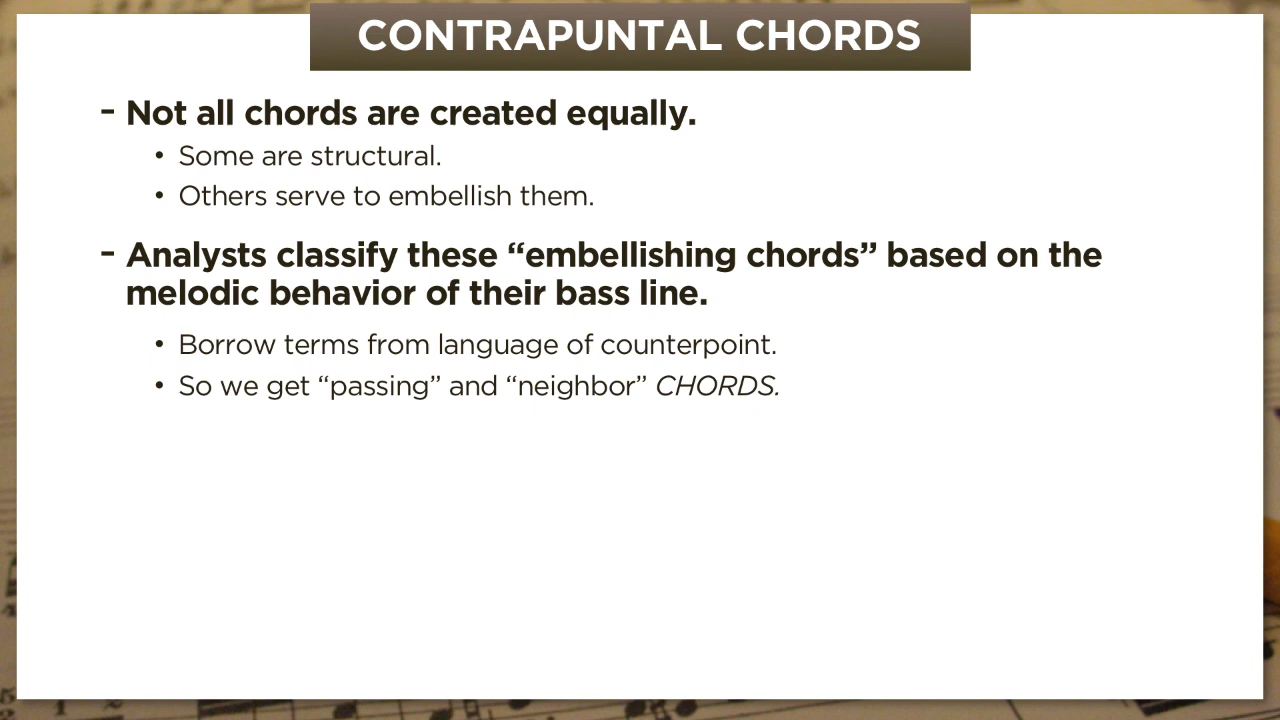 CONTRAPUNTAL CHORDS
- Not all chords are created equally.
• Some are structural.
• Others serve to embellish them.
- Analysts classify these “embellishing chords” based on the
melodic behavior of their bass line.
• Borrow terms from language of counterpoint.
• So we get “passing” and “neighbor” CHORDS.